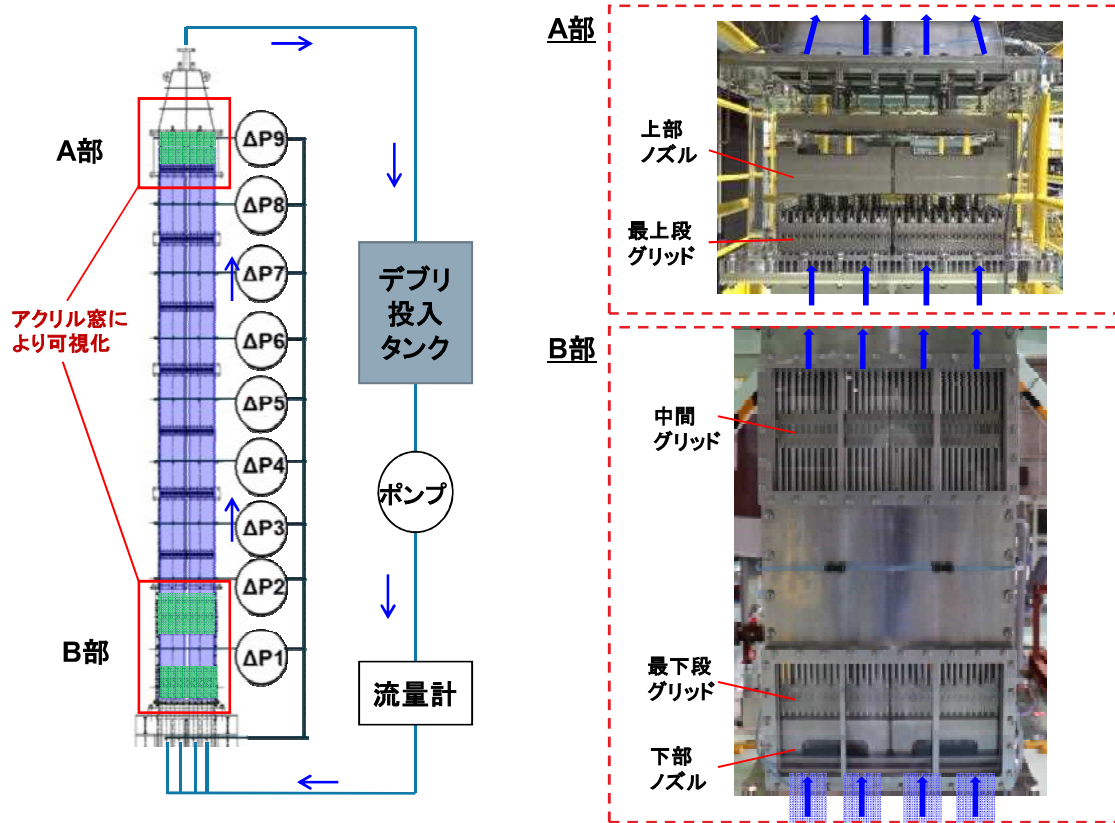 A部
ΔP9
ΔP8
ΔP7
ΔP6
ΔP5
ΔP4
ΔP3
ΔP2
ΔP1
アクリル窓に
より可視化
B部
デブリ
投入
タンク
ポンプ
流量計
A部
上部
ノズル
最上段
グリッド
B部
中間
グリッド
最下段
グリッド
下部
ノズル